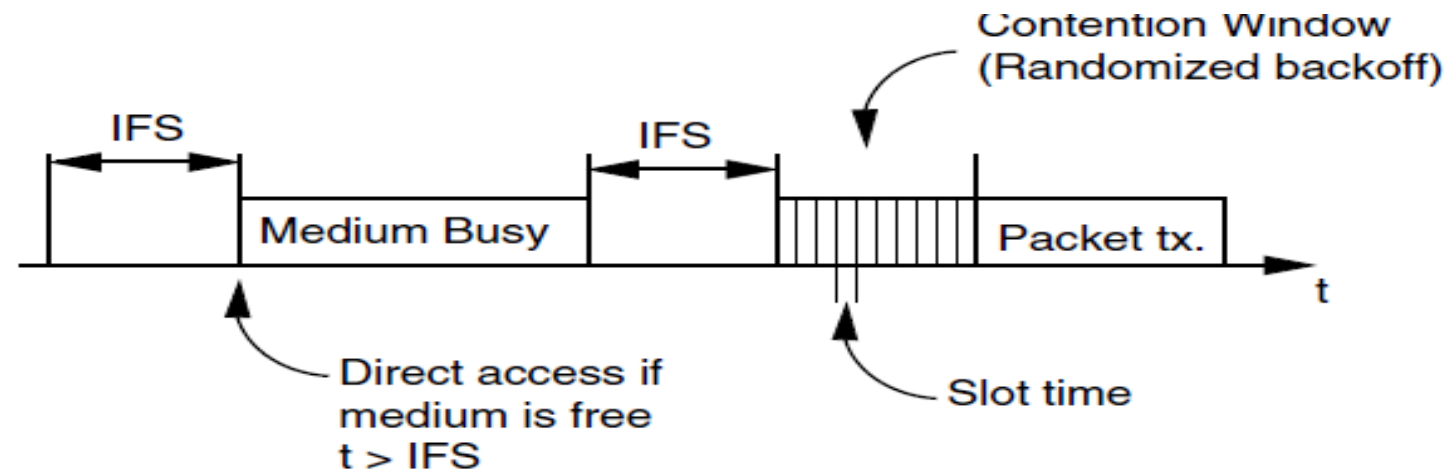 Contention Window
(Randomized backoff)
IFS
IFS
Medium Busy
Packet tx.
t
Direct access if
medium is free
t > IFS
Slot time